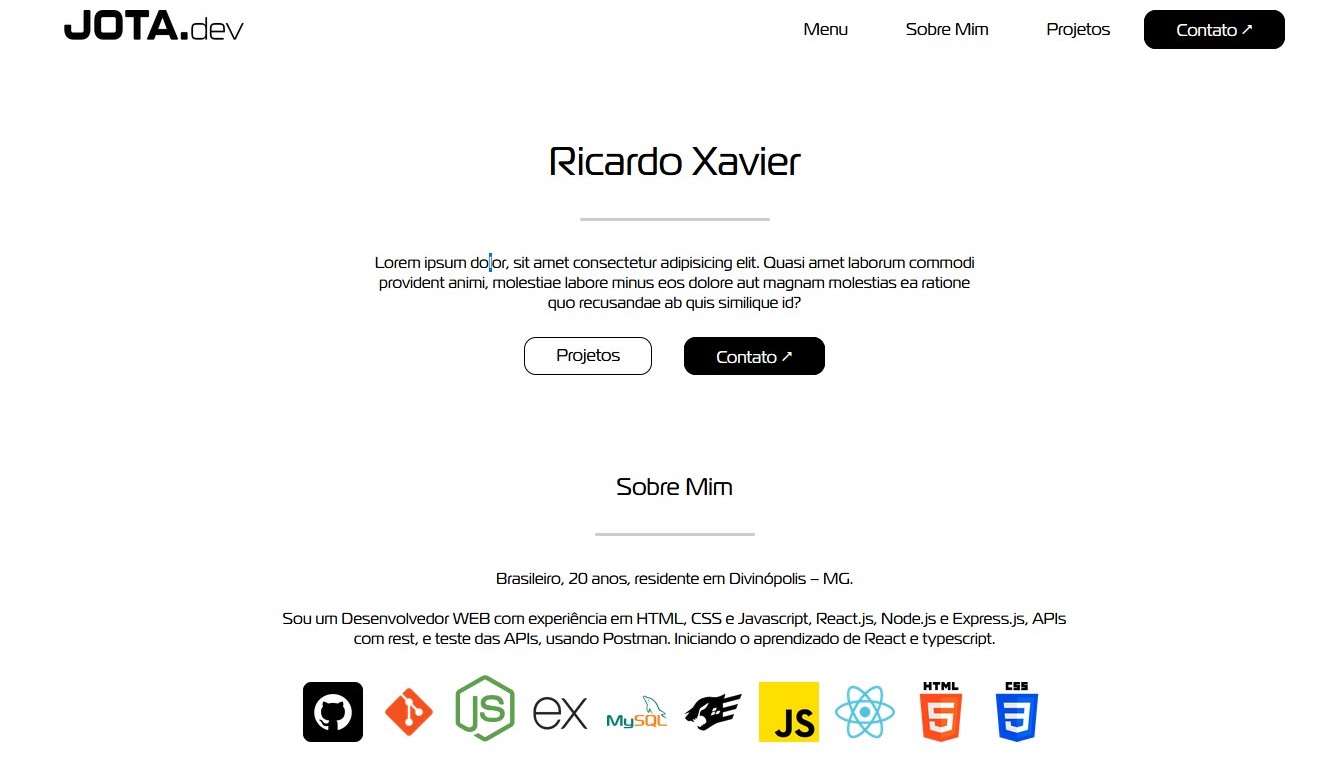 JOTA.dev
Menu
Sobre Mim
Projetos
Contato ↗
Ricardo Xavier
Lorem ipsum dolor, sit amet consectetur adipisicing elit. Quasi amet laborum commodi
provident animi, molestiae labore minus eos dolore aut magnam molestias ea ratione
quo recusandae ab quis similique id?
Projetos
Contato ↗
Sobre Mim
Brasileiro, 20 anos, residente em Divinópolis – MG.
Sou um Desenvolvedor WEB com experiência em HTML, CSS e Javascript, React.js, Node.js e Express.js, APIs
com rest, e teste das APIs, usando Postman. Iniciando o aprendizado de React e typescript.
JS
ex
MySQL
JS
HTML
5
CSS
3